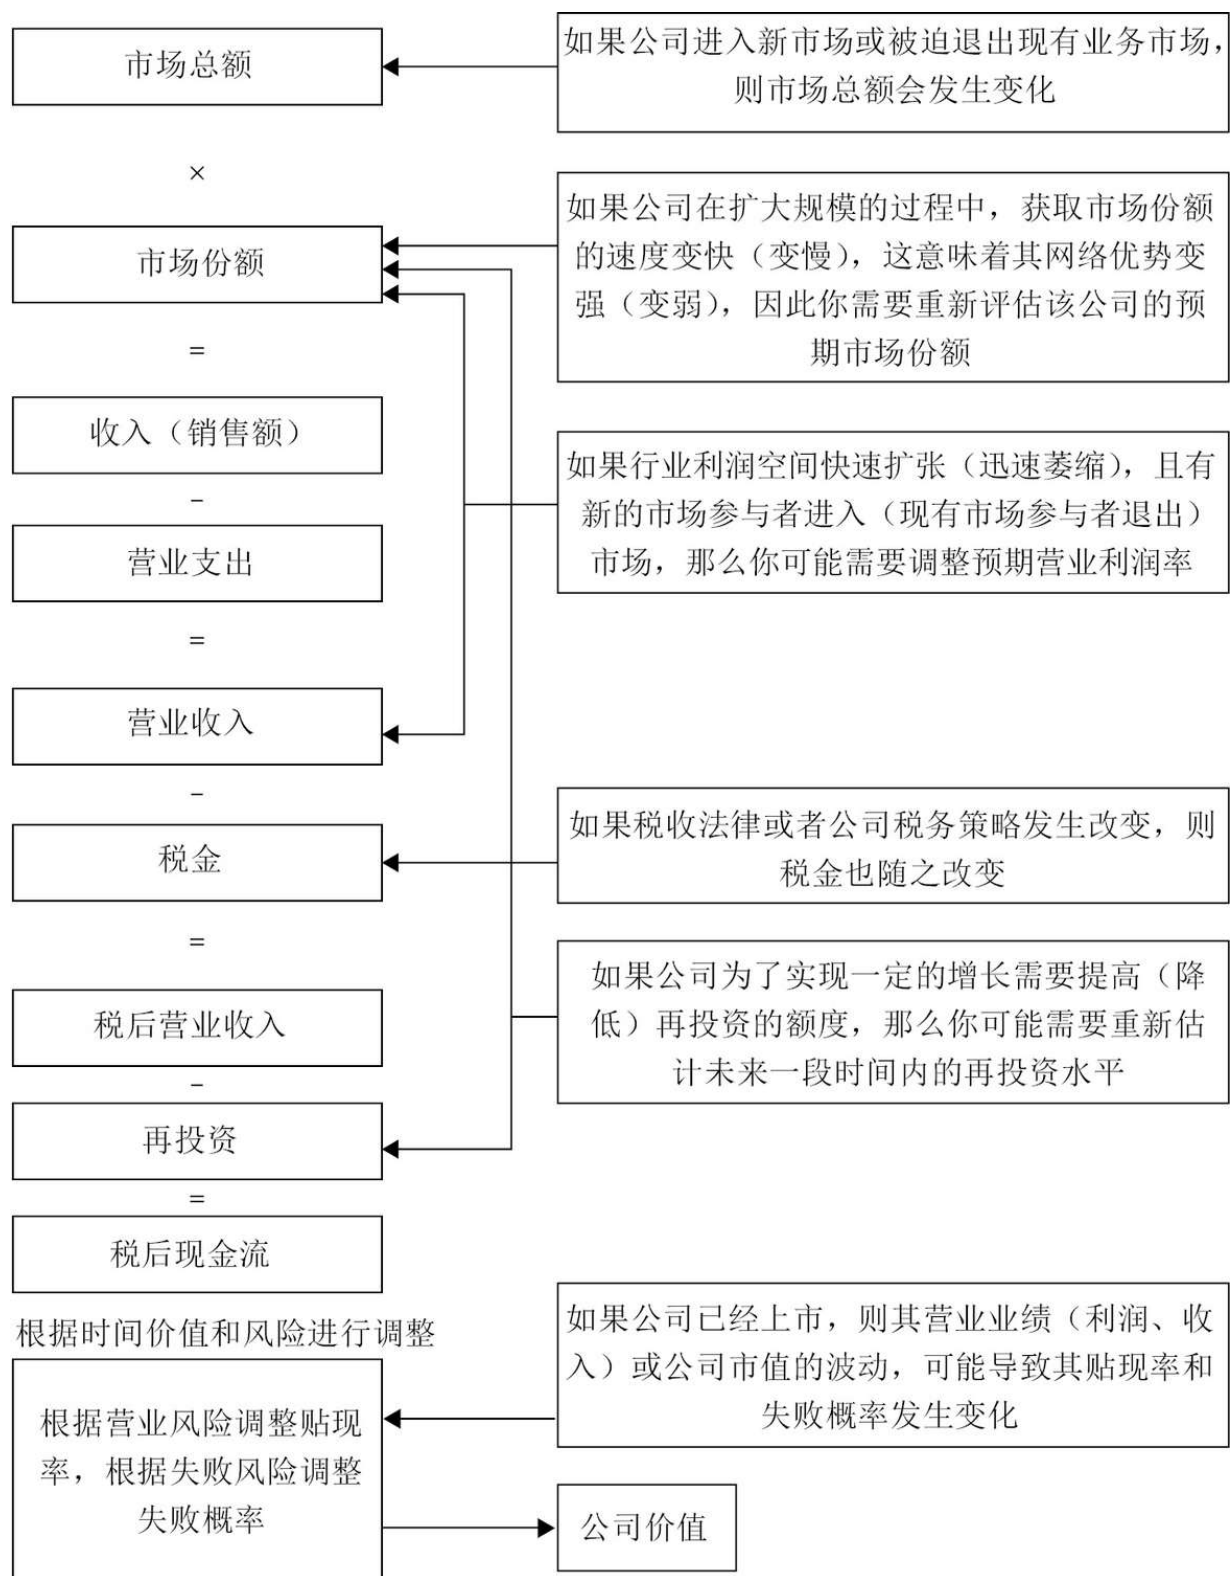 市场总额
如果公司进入新市场或被迫退出现有业务市场，
则市场总额会发生变化
×
市场份额
如果公司在扩大规模的过程中，获取市场份额
的速度变快（变慢），这意味着其网络优势变
强（变弱），因此你需要重新评估该公司的预
期市场份额
=
收入（销售额）
-
如果行业利润空间快速扩张（迅速萎缩），且有
新的市场参与者进入（现有市场参与者退出）
市场，那么你可能需要调整预期营业利润率
营业支出
=
营业收入
-
税金
如果税收法律或者公司税务策略发生改变，则
税金也随之改变
=
税后营业收入
-
如果公司为了实现一定的增长需要提高（降
低）再投资的额度，那么你可能需要重新估
计未来一段时间内的再投资水平
再投资
=
税后现金流
根据时间价值和风险进行调整
如果公司已经上市，则其营业业绩（利润、收
入）或公司市值的波动，可能导致其贴现率和
失败概率发生变化
根据营业风险调整贴现
率，根据失败风险调整
失败概率
公司价值